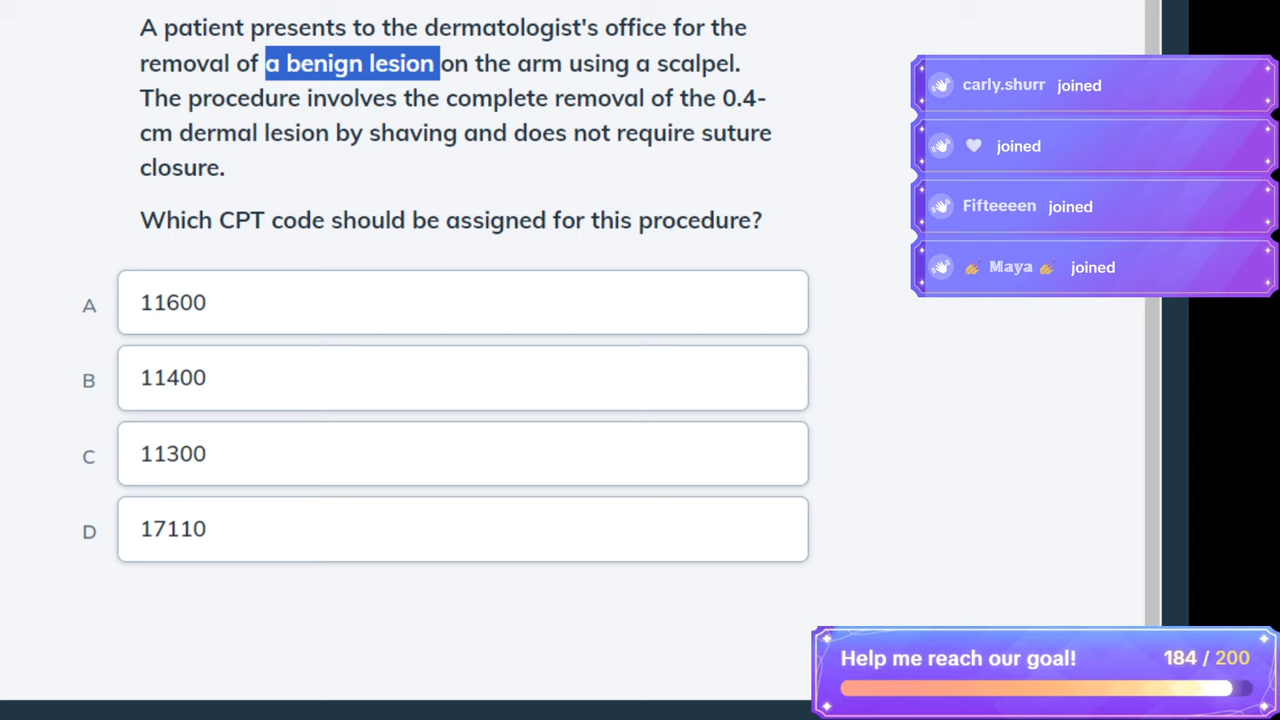 A patient presents to the dermatologist's office for the
removal of a benign lesion on the arm using a scalpel.
The procedure involves the complete removal of the 0.4-
cm dermal lesion by shaving and does not require suture
closure.
Which CPT code should be assigned for this procedure?
A 11600
B 11400
C 11300
D 17110
carly.shurr joined
joined
Fifteeeen joined
Maya joined
Help me reach our goal! 184 / 200